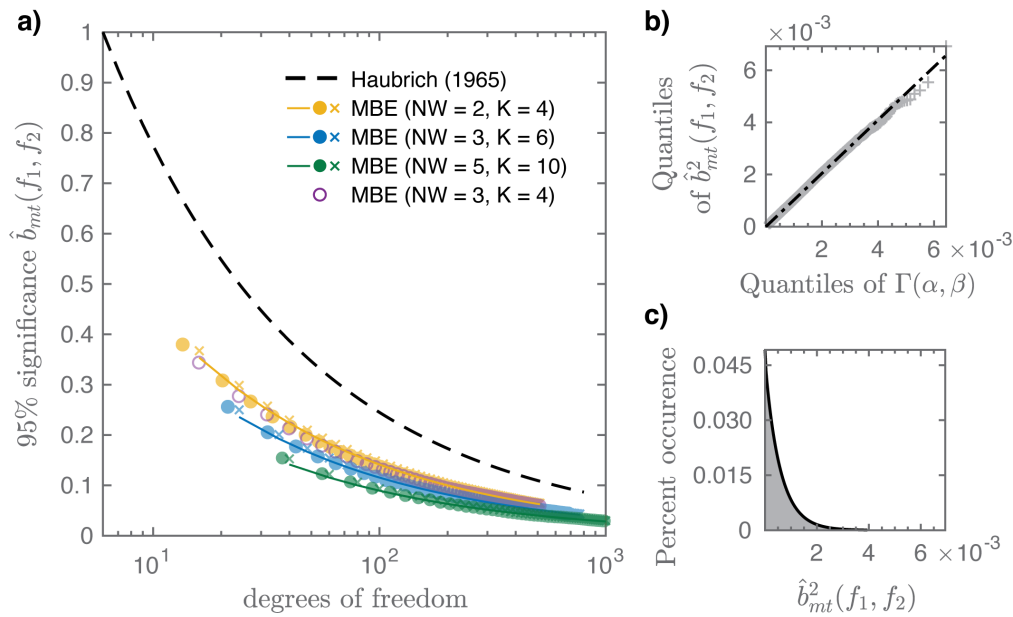 a)
1
0.9
0.8
0.7
0.6
0.5
0.4
0.3
0.2
0.1
0
95% significance b̂_mt(f₁, f₂)
10¹
10²
10³
degrees of freedom
Haubrich (1965)
MBE (NW = 2, K = 4)
MBE (NW = 3, K = 6)
MBE (NW = 5, K = 10)
MBE (NW = 3, K = 4)
b)
×10⁻³
6
4
2
0
Quantiles
of b̂²_mt(f₁, f₂)
2
4
6
×10⁻³
Quantiles of Γ(α, β)
c)
0.045
0.030
0.015
0
Percent occurence
2
4
6
×10⁻³
b̂²_mt(f₁, f₂)